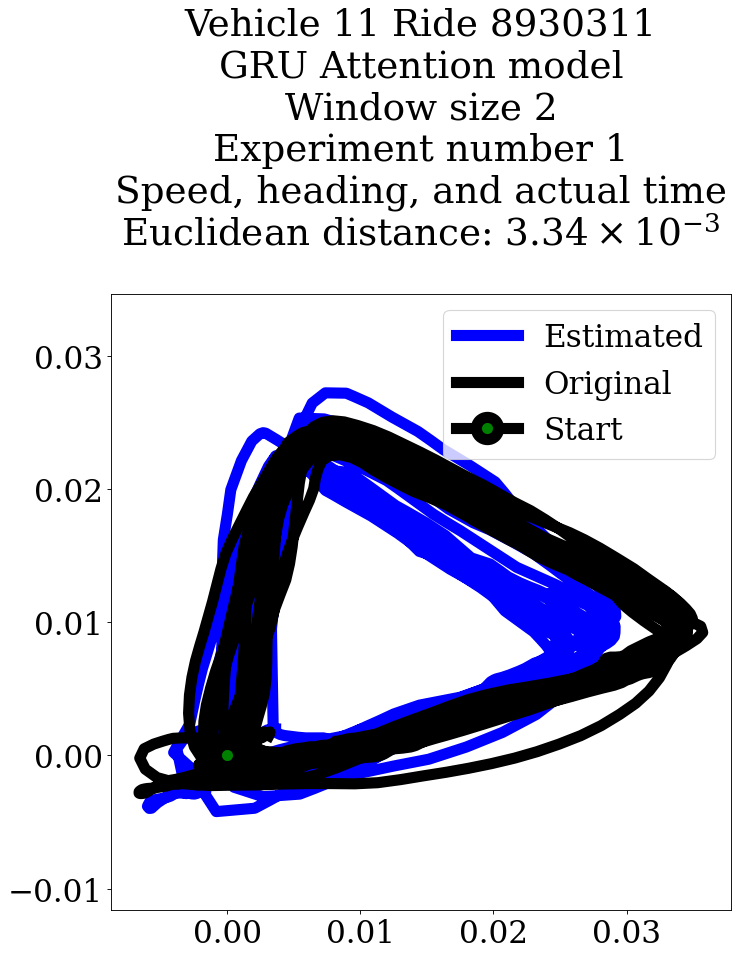 Vehicle 11 Ride 8930311
GRU Attention model
Window size 2
Experiment number 1
Speed, heading, and actual time
Euclidean distance: 3.34 × 10⁻³
Estimated
Original
Start
0.03
0.02
0.01
0.00
−0.01
0.00 0.01 0.02 0.03